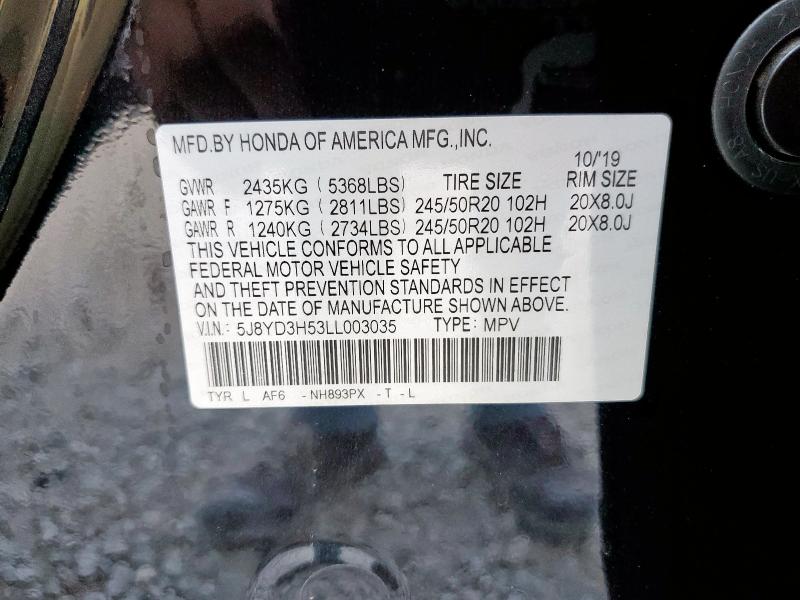 MFD.BY HONDA OF AMERICA MFG.,INC.
10/'19
GVWR 2435KG ( 5368LBS) TIRE SIZE RIM SIZE
GAWR F 1275KG ( 2811LBS) 245/50R20 102H 20X8.0J
GAWR R 1240KG ( 2734LBS) 245/50R20 102H 20X8.0J
THIS VEHICLE CONFORMS TO ALL APPLICABLE
FEDERAL MOTOR VEHICLE SAFETY
AND THEFT PREVENTION STANDARDS IN EFFECT
ON THE DATE OF MANUFACTURE SHOWN ABOVE.
V.I.N.: 5J8YD3H53LL003035 TYPE: MPV
TYR L AF6 -NH893PX -T -L